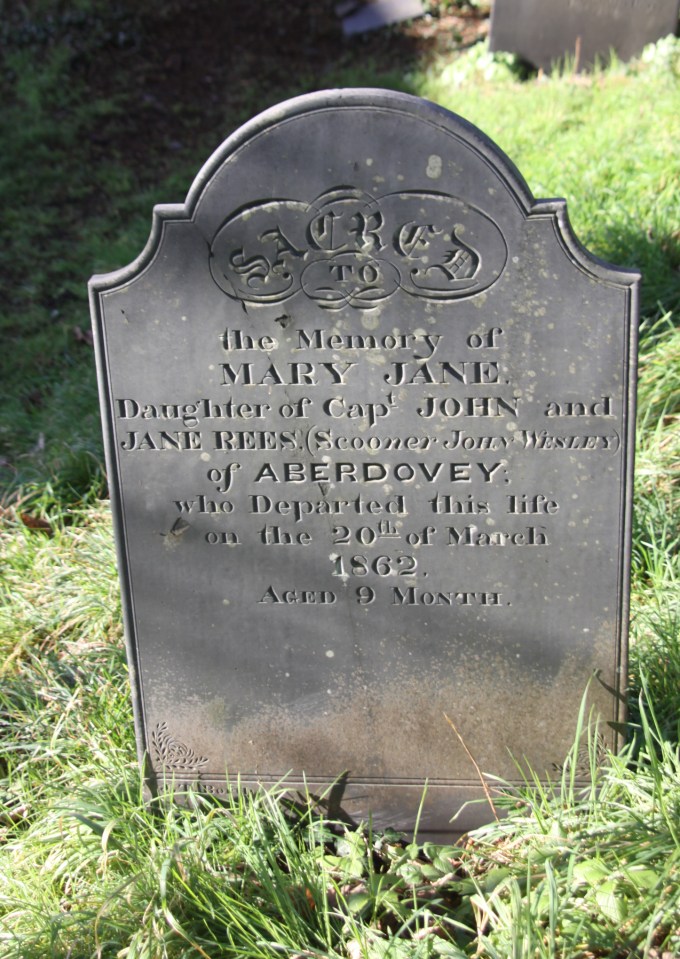 SACRED
TO
the Memory of
MARY JANE.
Daughter of Capt JOHN and
JANE REES, (Scooner Jolly Wesley)
of ABERDOVEY;
who Departed this life
on the 20th of March
1862.
Aged 9 Month.